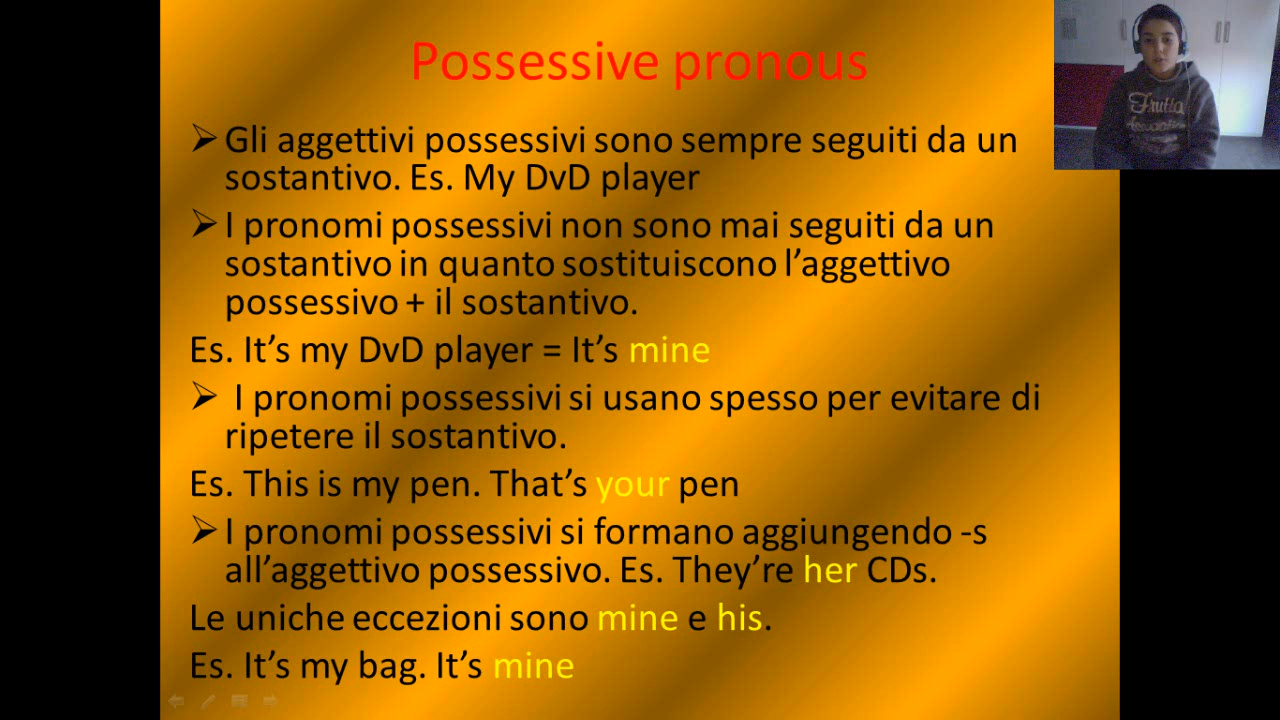 Possessive pronous
Gli aggettivi possessivi sono sempre seguiti da un
sostantivo. Es. My DvD player
I pronomi possessivi non sono mai seguiti da un
sostantivo in quanto sostituiscono l’aggettivo
possessivo + il sostantivo.
Es. It’s my DvD player = It’s mine
I pronomi possessivi si usano spesso per evitare di
ripetere il sostantivo.
Es. This is my pen. That’s your pen
I pronomi possessivi si formano aggiungendo -s
all’aggettivo possessivo. Es. They’re her CDs.
Le uniche eccezioni sono mine e his.
Es. It’s my bag. It’s mine
Frutta